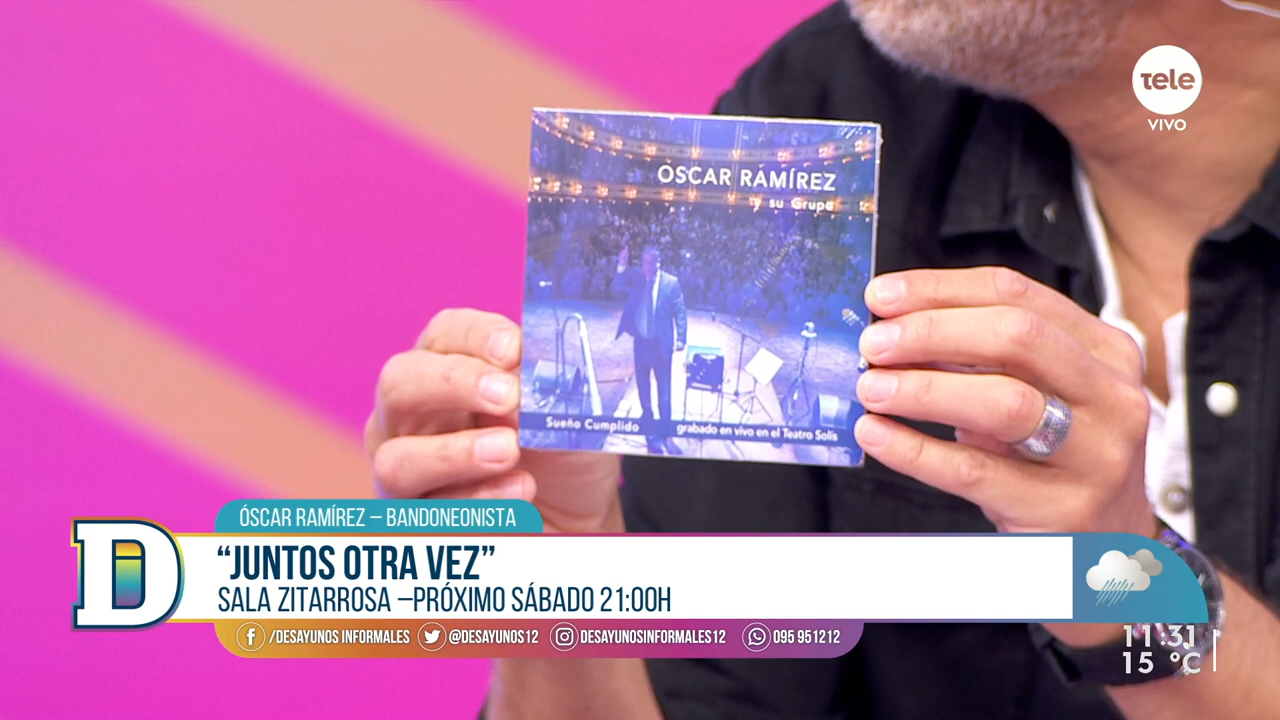 tele
VIVO
ÓSCAR RAMÍREZ
y su Grupo
Sueño Cumplido
grabado en vivo en el Teatro Solís
ÓSCAR RAMÍREZ – BANDONEONISTA
D
“JUNTOS OTRA VEZ”
SALA ZITARROSA –PRÓXIMO SÁBADO 21:00H
/DESAYUNOS INFORMALES @DESAYUNOS12 DESAYUNOSINFORMALES12 095 951212
11:31
15 °C